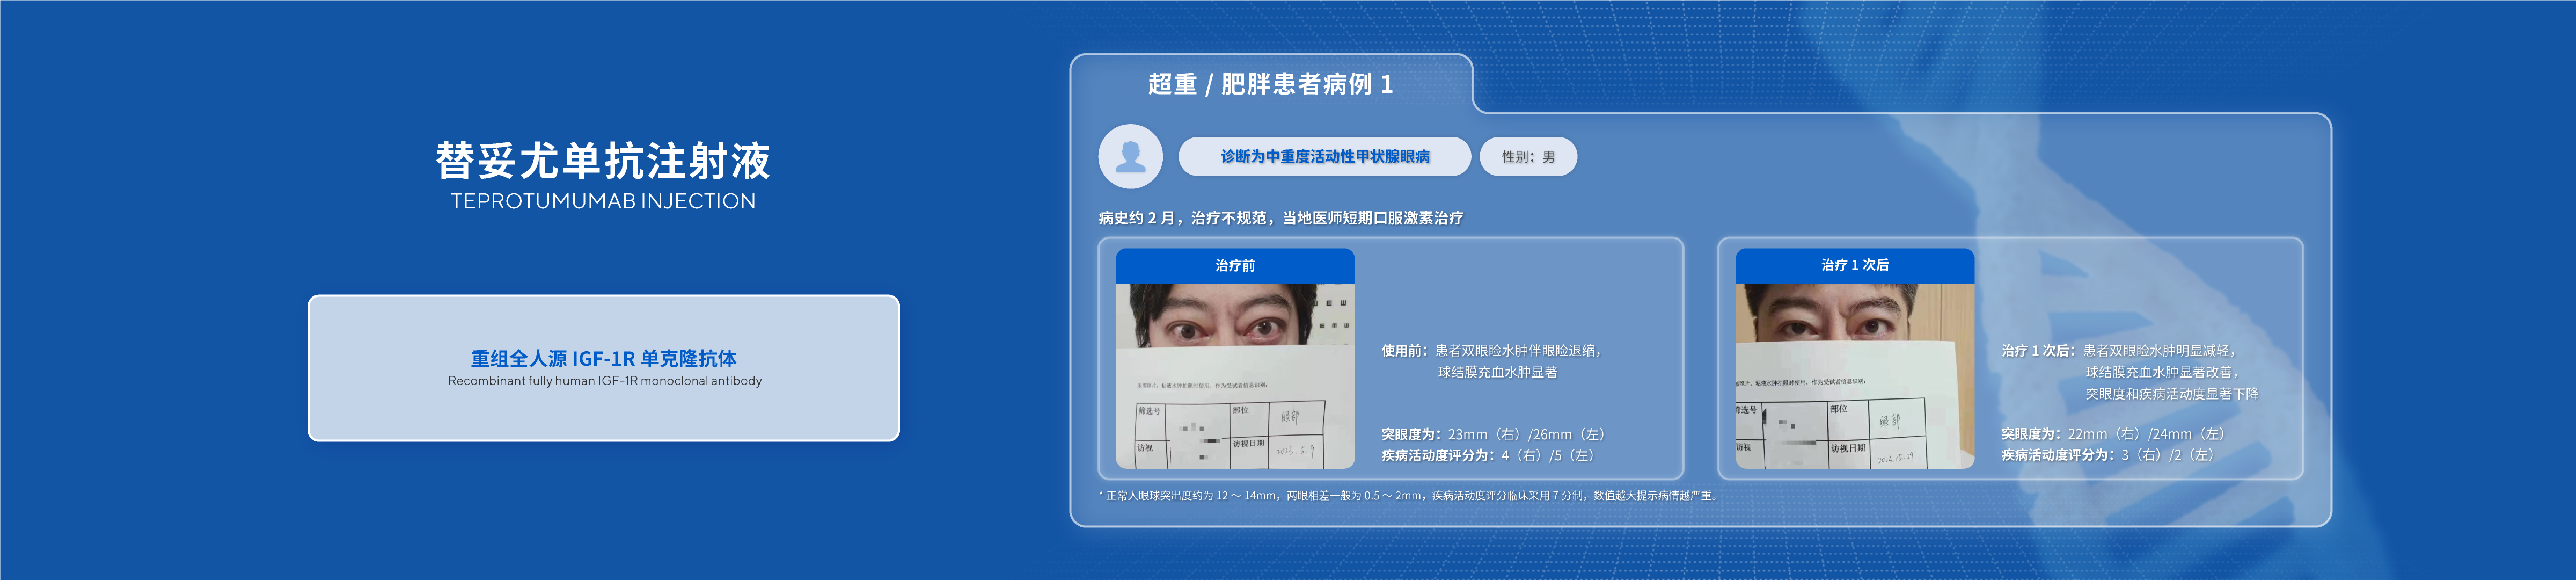 替妥尤单抗注射液
TEPROTUMUMAB INJECTION
重组全人源 IGF-1R 单克隆抗体
Recombinant fully human IGF-1R monoclonal antibody
超重 / 肥胖患者病例 1
诊断为中重度活动性甲状腺眼病
性别：男
病史约 2 月，治疗不规范，当地医师短期口服激素治疗
治疗前
筛选号
部位
眼部
访视
访视日期
2023.5.9
使用前：患者双眼睑水肿伴眼睑退缩，
球结膜充血水肿显著
突眼度为：23mm（右）/26mm（左）
疾病活动度评分为：4（右）/5（左）
治疗 1 次后
筛选号
部位
眼部
访视
访视日期
治疗 1 次后：患者双眼睑水肿明显减轻，
球结膜充血水肿显著改善，
突眼度和疾病活动度显著下降
突眼度为：22mm（右）/24mm（左）
疾病活动度评分为：3（右）/2（左）
* 正常人眼球突出度约为 12 ～ 14mm，两眼相差一般为 0.5 ～ 2mm，疾病活动度评分临床采用 7 分制，数值越大提示病情越严重。